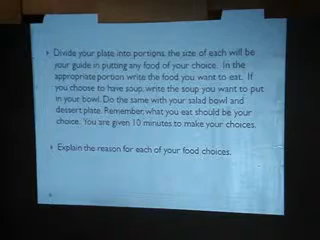 Divide your plate into portions, the size of each will be
your guide in putting any food of your choice. In the
appropriate portion write the food you want to eat. If
you choose to have soup, write the soup you want to put
in your bowl. Do the same with your salad bowl and
dessert plate. Remember, what you eat should be your
choice. You are given 10 minutes to make your choices.
Explain the reason for each of your food choices.